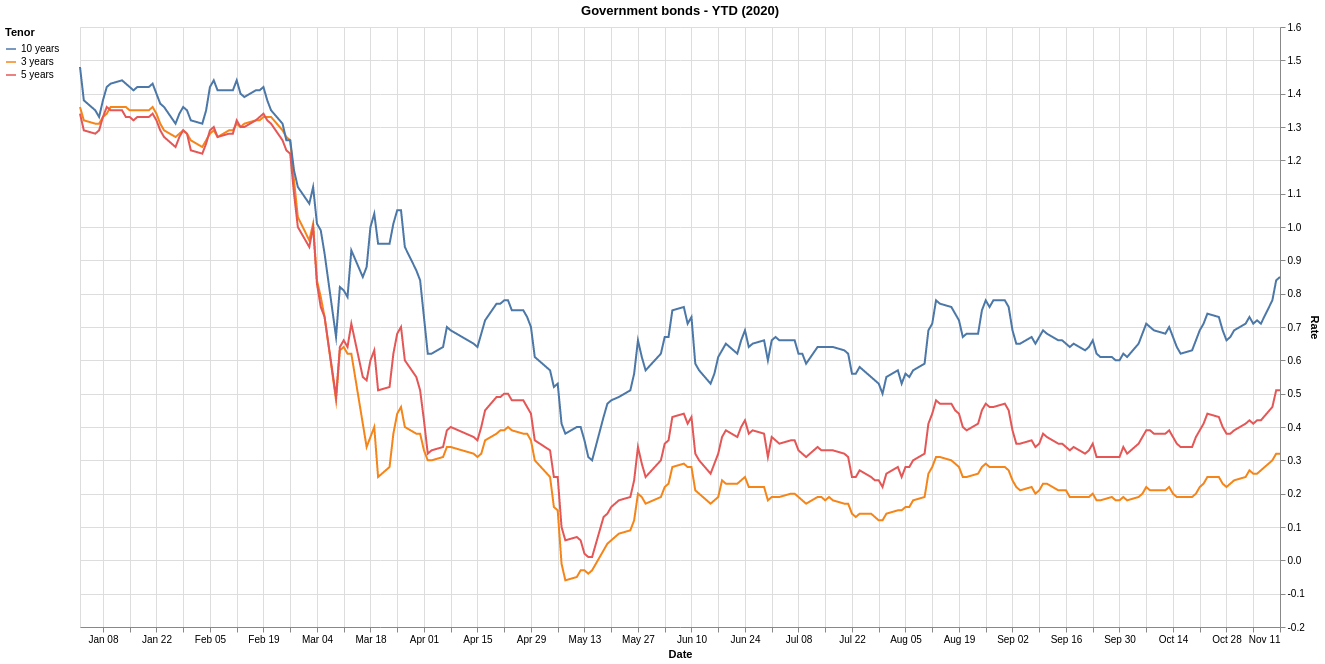 Government bonds - YTD (2020)
Tenor
10 years
3 years
5 years
1.6
1.5
1.4
1.3
1.2
1.1
1.0
0.9
0.8
0.7
0.6
0.5
0.4
0.3
0.2
0.1
0.0
-0.1
-0.2
Rate
Jan 08 Jan 22 Feb 05 Feb 19 Mar 04 Mar 18 Apr 01 Apr 15 Apr 29 May 13 May 27 Jun 10 Jun 24 Jul 08 Jul 22 Aug 05 Aug 19 Sep 02 Sep 16 Sep 30 Oct 14 Oct 28 Nov 11
Date